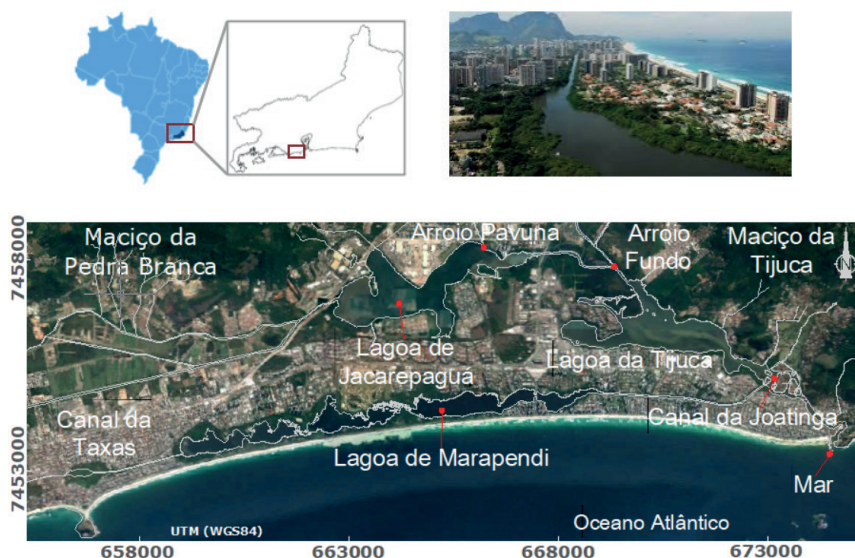 Maciço da
Pedra Branca
Arroio Pavuna
Arroio
Fundo
Maciço da
Tijuca
N
Lagoa de
Jacarepaguá
Lagoa da Tijuca
Canal da
Taxas
Canal da Joatinga
Lagoa de Marapendi
Mar
Oceano Atlântico
UTM (WGS84)
7458000
7453000
658000
663000
668000
673000